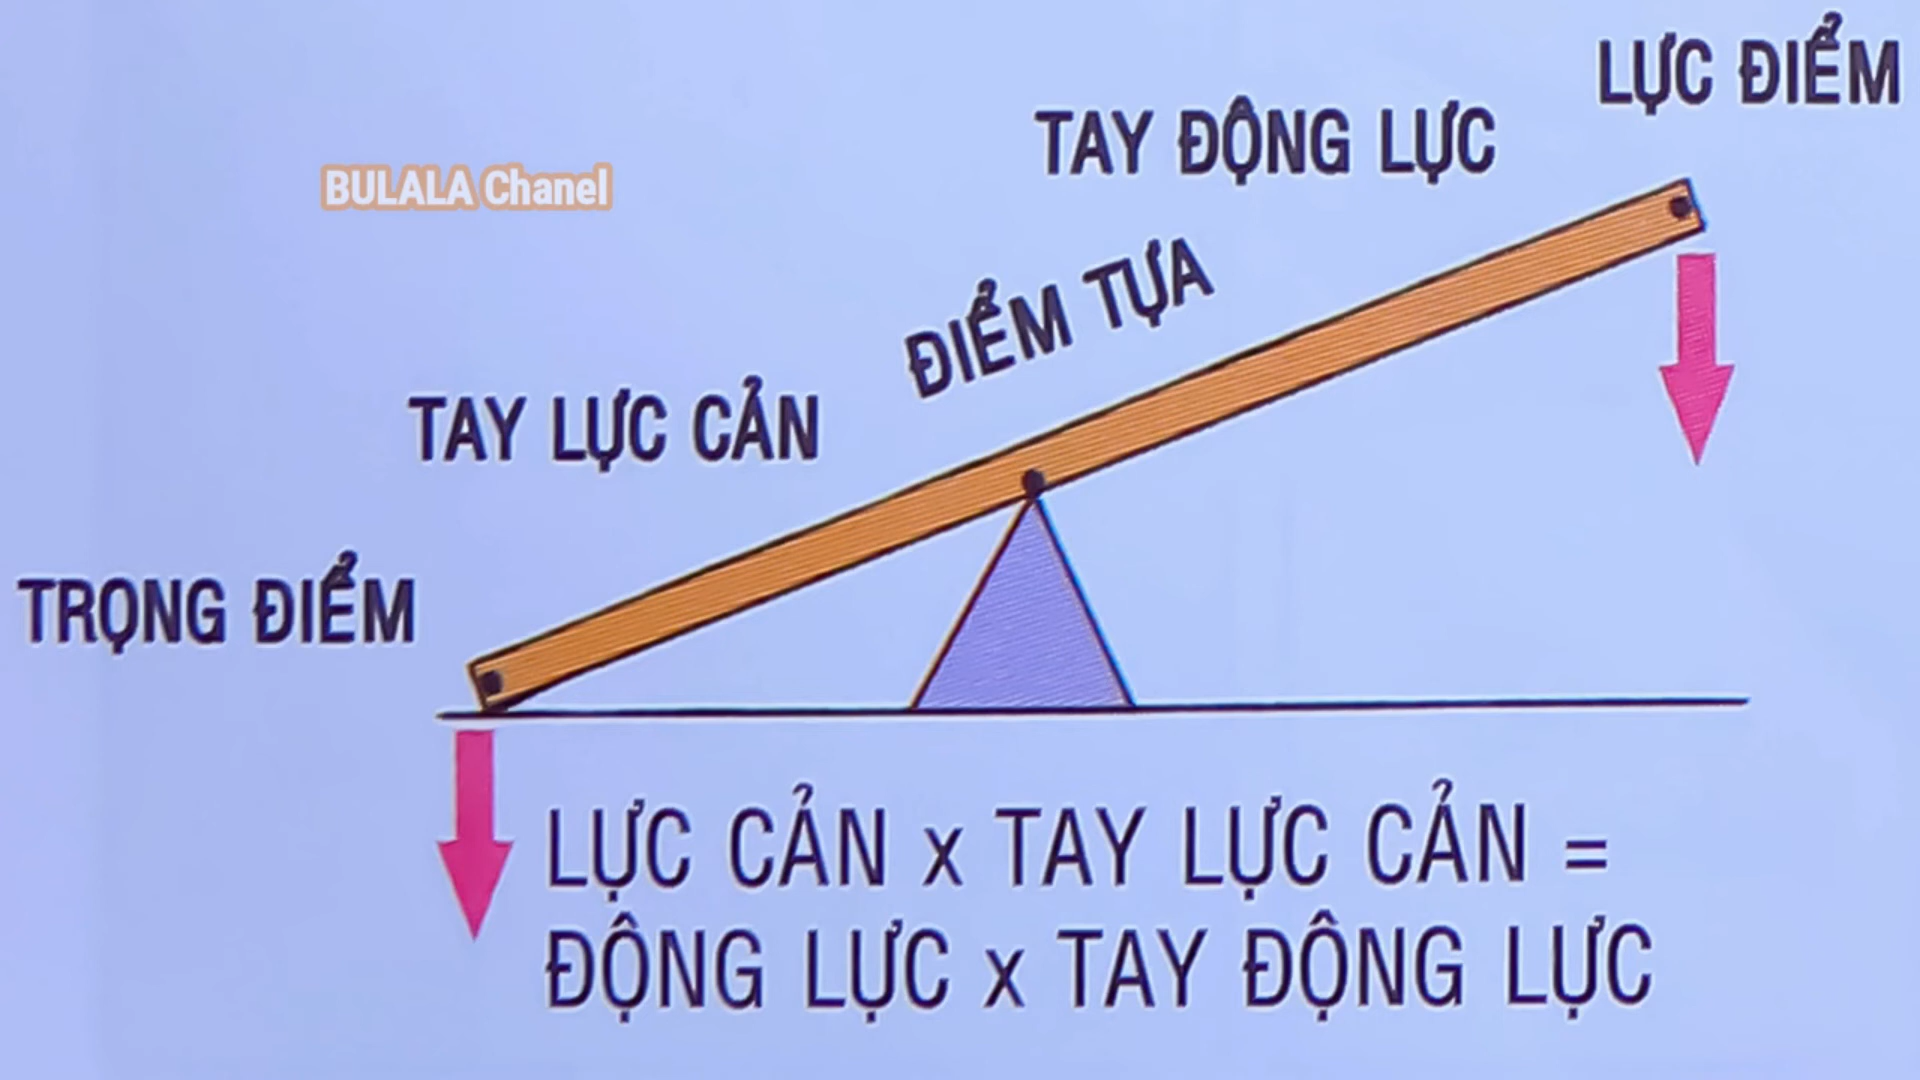 LỰC ĐIỂM
TAY ĐỘNG LỰC
BULALA Chanel
ĐIỂM TỰA
TAY LỰC CẢN
TRỌNG ĐIỂM
LỰC CẢN x TAY LỰC CẢN =
ĐỘNG LỰC x TAY ĐỘNG LỰC